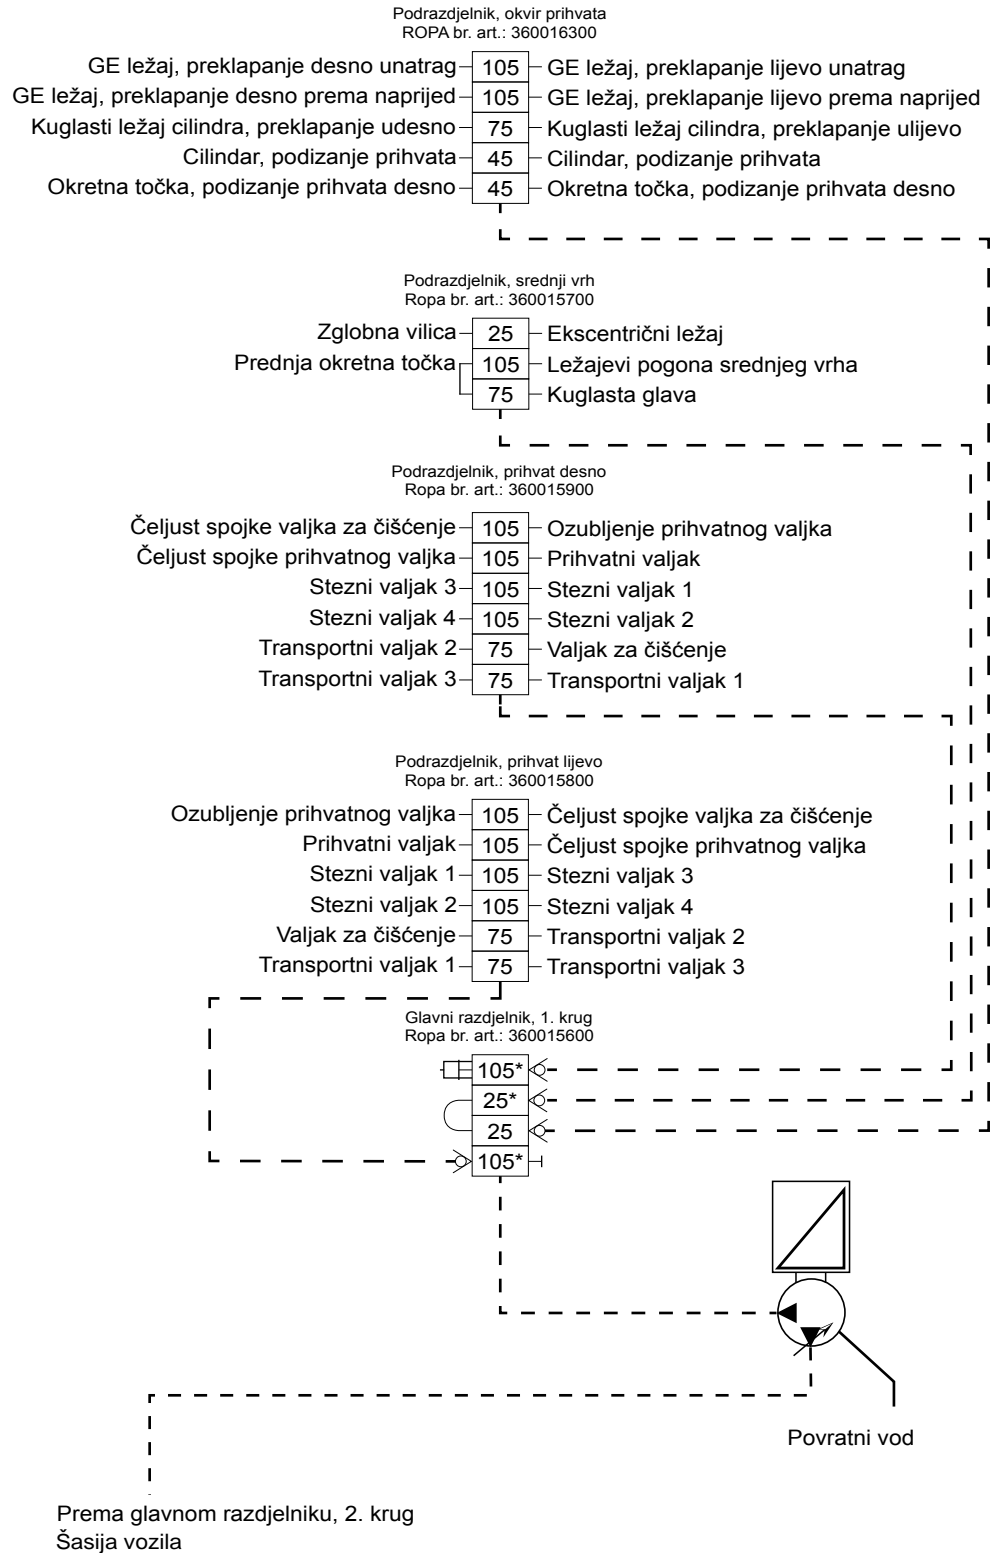 Podrazdjelnik, okvir prihvata
ROPA br. art.: 360016300
GE ležaj, preklapanje desno unatrag 105 GE ležaj, preklapanje lijevo unatrag
GE ležaj, preklapanje desno prema naprijed 105 GE ležaj, preklapanje lijevo prema naprijed
Kuglasti ležaj cilindra, preklapanje udesno 75 Kuglasti ležaj cilindra, preklapanje ulijevo
Cilindar, podizanje prihvata 45 Cilindar, podizanje prihvata
Okretna točka, podizanje prihvata desno 45 Okretna točka, podizanje prihvata desno
Podrazdjelnik, srednji vrh
Ropa br. art.: 360015700
Zglobna vilica 25 Ekscentrični ležaj
Prednja okretna točka 105 Ležajevi pogona srednjeg vrha
75 Kuglasta glava
Podrazdjelnik, prihvat desno
Ropa br. art.: 360015900
Čeljust spojke valjka za čišćenje 105 Ozubljenje prihvatnog valjka
Čeljust spojke prihvatnog valjka 105 Prihvatni valjak
Stezni valjak 3 105 Stezni valjak 1
Stezni valjak 4 105 Stezni valjak 2
Transportni valjak 2 75 Valjak za čišćenje
Transportni valjak 3 75 Transportni valjak 1
Podrazdjelnik, prihvat lijevo
Ropa br. art.: 360015800
Ozubljenje prihvatnog valjka 105 Čeljust spojke valjka za čišćenje
Prihvatni valjak 105 Čeljust spojke prihvatnog valjka
Stezni valjak 1 105 Stezni valjak 3
Stezni valjak 2 105 Stezni valjak 4
Valjak za čišćenje 75 Transportni valjak 2
Transportni valjak 1 75 Transportni valjak 3
Glavni razdjelnik, 1. krug
Ropa br. art.: 360015600
105*
25*
25
105*
Povratni vod
Prema glavnom razdjelniku, 2. krug
Šasija vozila